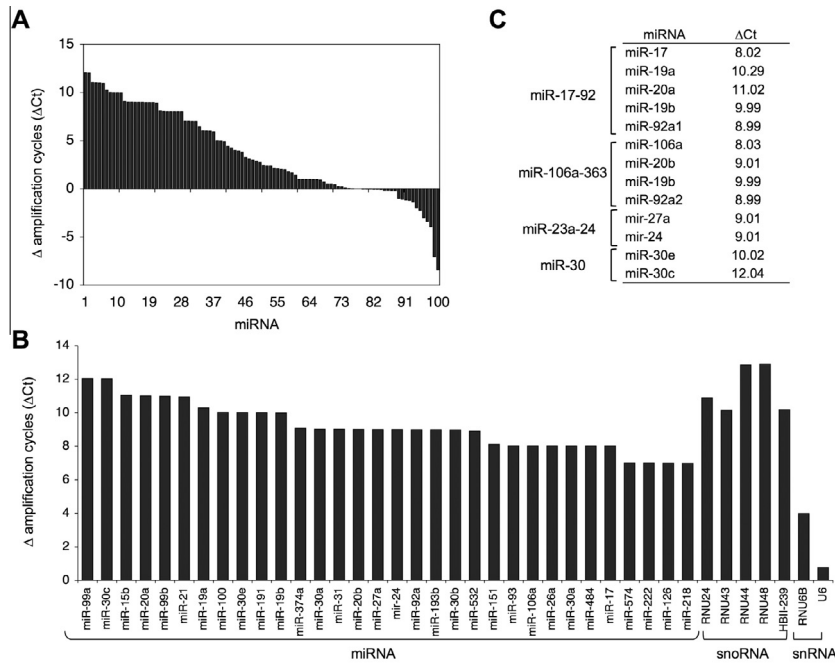 A
15
10
5
0
-5
-10
Δ amplification cycles (ΔCt)
1 10 19 28 37 46 55 64 73 82 91 100
miRNA
C
miRNA ΔCt
miR-17-92
miR-17 8.02
miR-19a 10.29
miR-20a 11.02
miR-19b 9.99
miR-92a1 8.99
miR-106a-363
miR-106a 8.03
miR-20b 9.01
miR-19b 9.99
miR-92a2 8.99
miR-23a-24
mir-27a 9.01
mir-24 9.01
miR-30
miR-30e 10.02
miR-30c 12.04
B
14
12
10
8
6
4
2
0
Δ amplification cycles (ΔCt)
miR-99a
miR-30c
miR-15b
miR-20a
miR-99b
miR-21
miR-19a
miR-100
miR-30e
miR-191
miR-19b
miR-374a
miR-30a
miR-31
miR-20b
miR-27a
mir-24
miR-92a
miR-193b
miR-30b
miR-532
miR-151
miR-93
miR-106a
miR-26a
miR-30a
miR-484
miR-17
miR-574
miR-222
miR-126
miR-218
RNU24
RNU43
RNU44
RNU48
HBII-239
RNU6B
U6
miRNA snoRNA snRNA